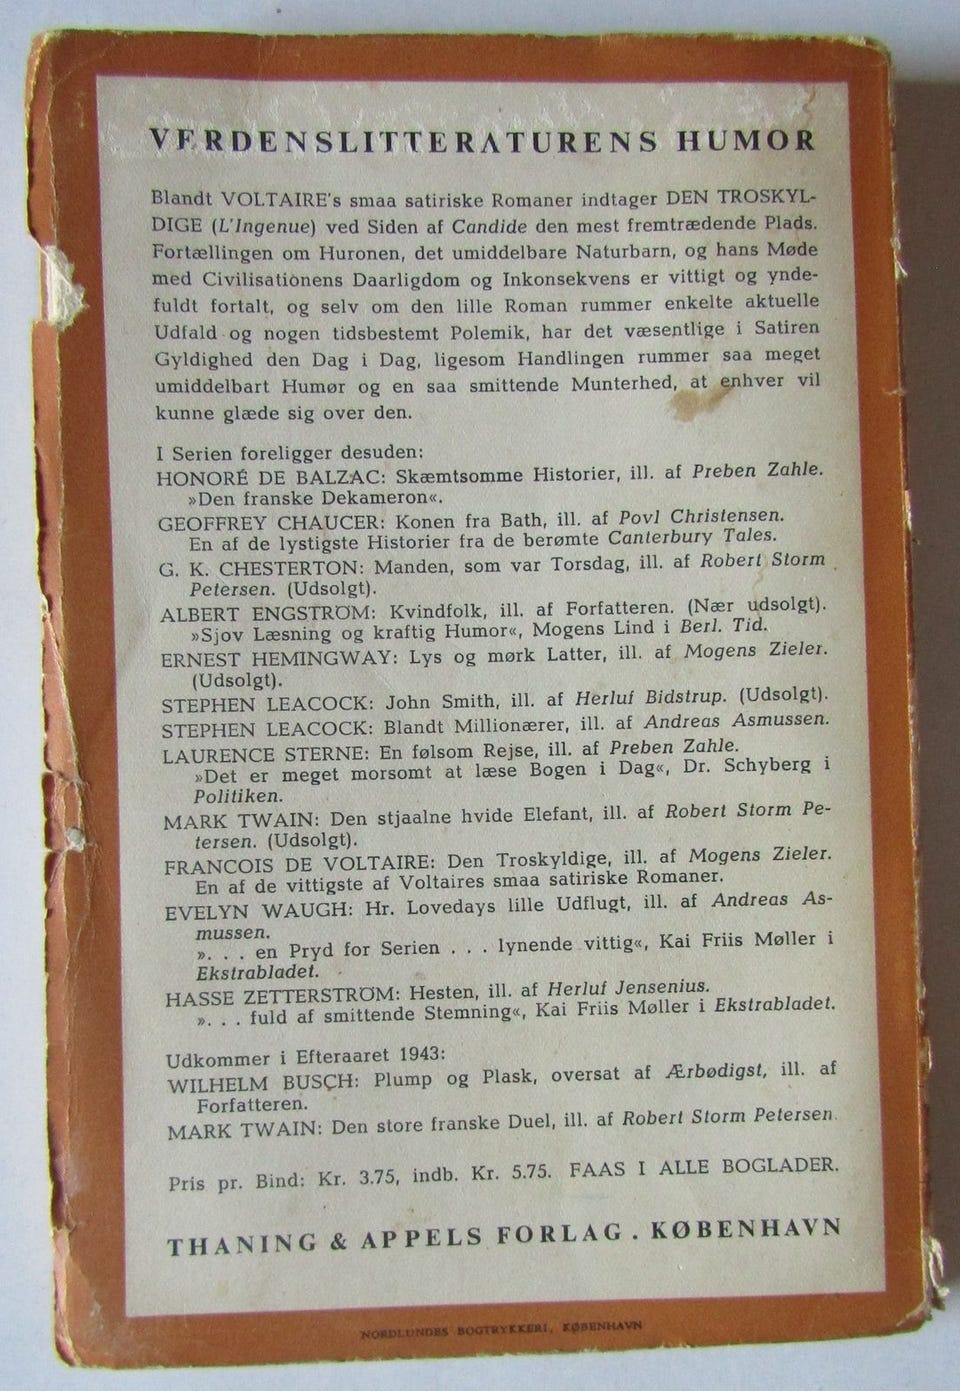 VERDENSLITTERATURENS HUMOR
Blandt VOLTAIRE's smaa satiriske Romaner indtager DEN TROSKYL-
DIGE (L'Ingenue) ved Siden af Candide den mest fremtrædende Plads.
Fortællingen om Huronen, det umiddelbare Naturbarn, og hans Møde
med Civilisationens Daarligdom og Inkonsekvens er vittigt og ynde-
fuldt fortalt, og selv om den lille Roman rummer enkelte aktuelle
Udfald og nogen tidsbestemt Polemik, har det væsentlige i Satiren
Gyldighed den Dag i Dag, ligesom Handlingen rummer saa meget
umiddelbart Humør og en saa smittende Munterhed, at enhver vil
kunne glæde sig over den.
I Serien foreligger desuden:
HONORÉ DE BALZAC: Skæmtsomme Historier, ill. af Preben Zahle.
»Den franske Dekameron«.
GEOFFREY CHAUCER: Konen fra Bath, ill. af Povl Christensen.
En af de lystigste Historier fra de berømte Canterbury Tales.
G. K. CHESTERTON: Manden, som var Torsdag, ill. af Robert Storm
Petersen. (Udsolgt).
ALBERT ENGSTRÖM: Kvindfolk, ill. af Forfatteren. (Nær udsolgt).
»Sjov Læsning og kraftig Humor«, Mogens Lind i Berl. Tid.
ERNEST HEMINGWAY: Lys og mørk Latter, ill. af Mogens Zieler.
(Udsolgt).
STEPHEN LEACOCK: John Smith, ill. af Herluf Bidstrup. (Udsolgt).
STEPHEN LEACOCK: Blandt Millionærer, ill. af Andreas Asmussen.
LAURENCE STERNE: En følsom Rejse, ill. af Preben Zahle.
»Det er meget morsomt at læse Bogen i Dag«, Dr. Schyberg i
Politiken.
MARK TWAIN: Den stjaalne hvide Elefant, ill. af Robert Storm Pe-
tersen. (Udsolgt).
FRANCOIS DE VOLTAIRE: Den Troskyldige, ill. af Mogens Zieler.
En af de vittigste af Voltaires smaa satiriske Romaner.
EVELYN WAUGH: Hr. Lovedays lille Udflugt, ill. af Andreas As-
mussen.
». . . en Pryd for Serien . . . lynende vittig«, Kai Friis Møller i
Ekstrabladet.
HASSE ZETTERSTRÖM: Hesten, ill. af Herluf Jensenius.
». . . fuld af smittende Stemning«, Kai Friis Møller i Ekstrabladet.
Udkommer i Efteraaret 1943:
WILHELM BUSCH: Plump og Plask, oversat af Ærbødigst, ill. af
Forfatteren.
MARK TWAIN: Den store franske Duel, ill. af Robert Storm Petersen.
Pris pr. Bind: Kr. 3.75, indb. Kr. 5.75. FAAS I ALLE BOGLADER.
THANING & APPELS FORLAG . KØBENHAVN
NORDLUNDES BOGTRYKKERI, KØBENHAVN